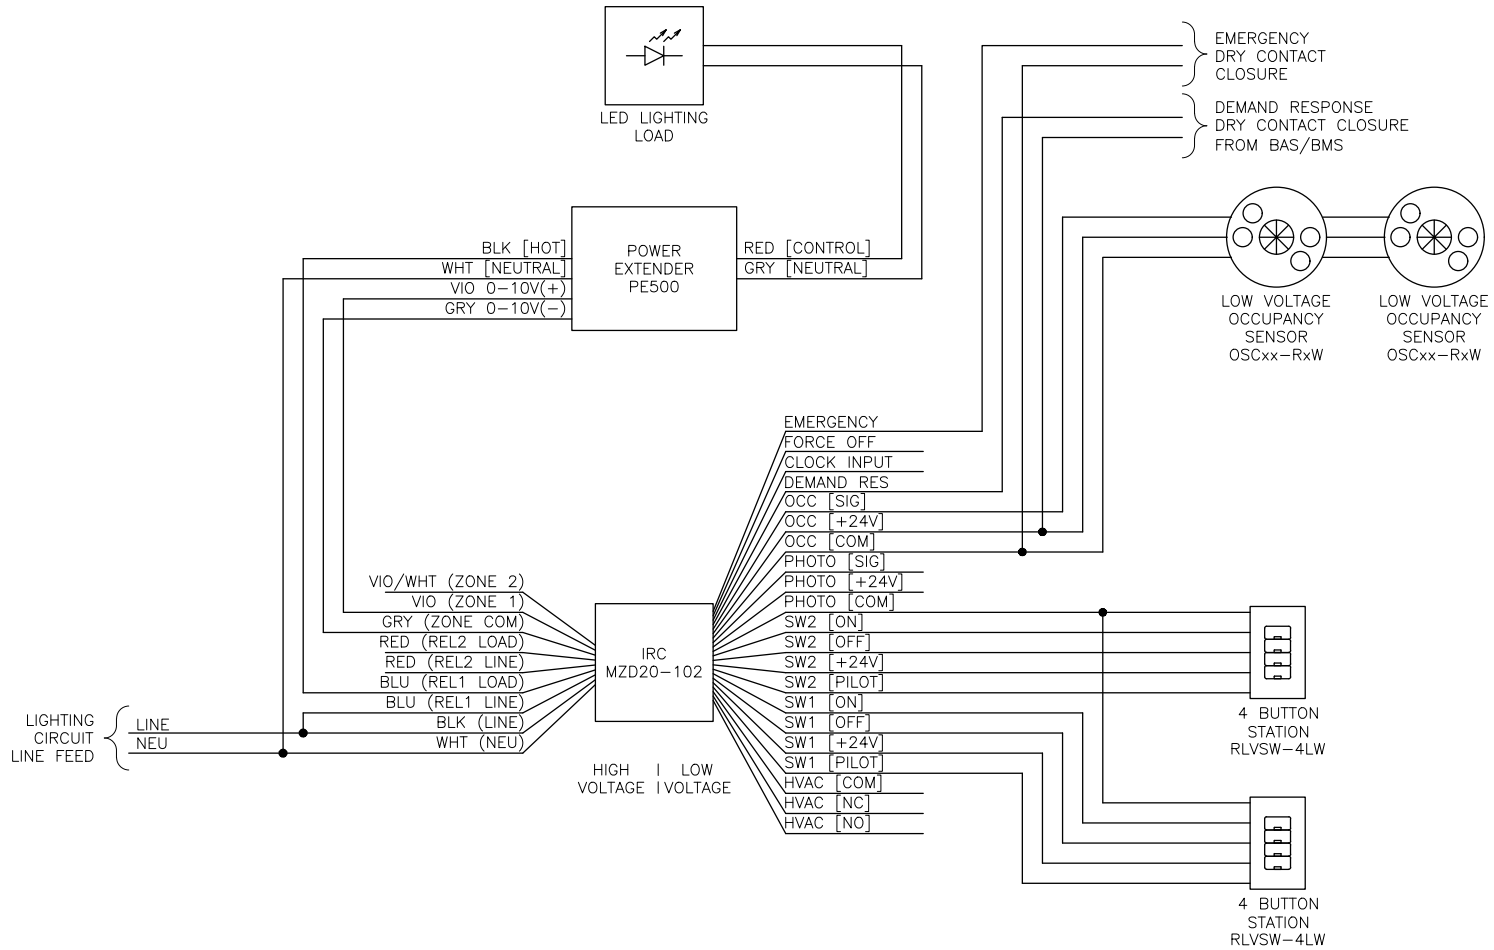 LED LIGHTING
LOAD
EMERGENCY
DRY CONTACT
CLOSURE
DEMAND RESPONSE
DRY CONTACT CLOSURE
FROM BAS/BMS
BLK [HOT]
WHT [NEUTRAL]
VIO 0-10V(+)
GRY 0-10V(-)
POWER
EXTENDER
PE500
RED [CONTROL]
GRY [NEUTRAL]
LOW VOLTAGE
OCCUPANCY
SENSOR
OSCxx-RxW
LOW VOLTAGE
OCCUPANCY
SENSOR
OSCxx-RxW
EMERGENCY
FORCE OFF
CLOCK INPUT
DEMAND RES
OCC [SIG]
OCC [+24V]
OCC [COM]
PHOTO [SIG]
PHOTO [+24V]
PHOTO [COM]
SW2 [ON]
SW2 [OFF]
SW2 [+24V]
SW2 [PILOT]
SW1 [ON]
SW1 [OFF]
SW1 [+24V]
SW1 [PILOT]
HVAC [COM]
HVAC [NC]
HVAC [NO]
VIO/WHT (ZONE 2)
VIO (ZONE 1)
GRY (ZONE COM)
RED (REL2 LOAD)
RED (REL2 LINE)
BLU (REL1 LOAD)
BLU (REL1 LINE)
BLK (LINE)
WHT (NEU)
IRC
MZD20-102
LIGHTING
CIRCUIT
LINE FEED
LINE
NEU
HIGH | LOW
VOLTAGE | VOLTAGE
4 BUTTON
STATION
RLVSW-4LW
4 BUTTON
STATION
RLVSW-4LW